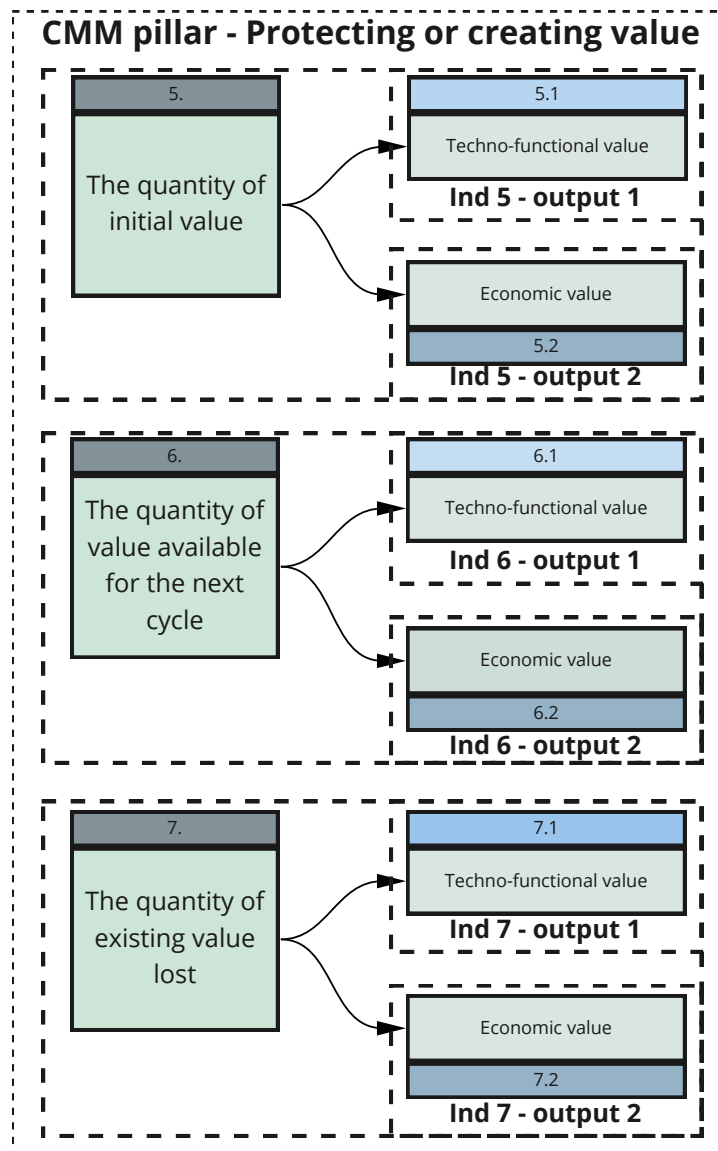 CMM pillar - Protecting or creating value
5.
The quantity of
initial value
5.1
Techno-functional value
Ind 5 - output 1
Economic value
5.2
Ind 5 - output 2
6.
The quantity of
value available
for the next
cycle
6.1
Techno-functional value
Ind 6 - output 1
Economic value
6.2
Ind 6 - output 2
7.
The quantity of
existing value
lost
7.1
Techno-functional value
Ind 7 - output 1
Economic value
7.2
Ind 7 - output 2